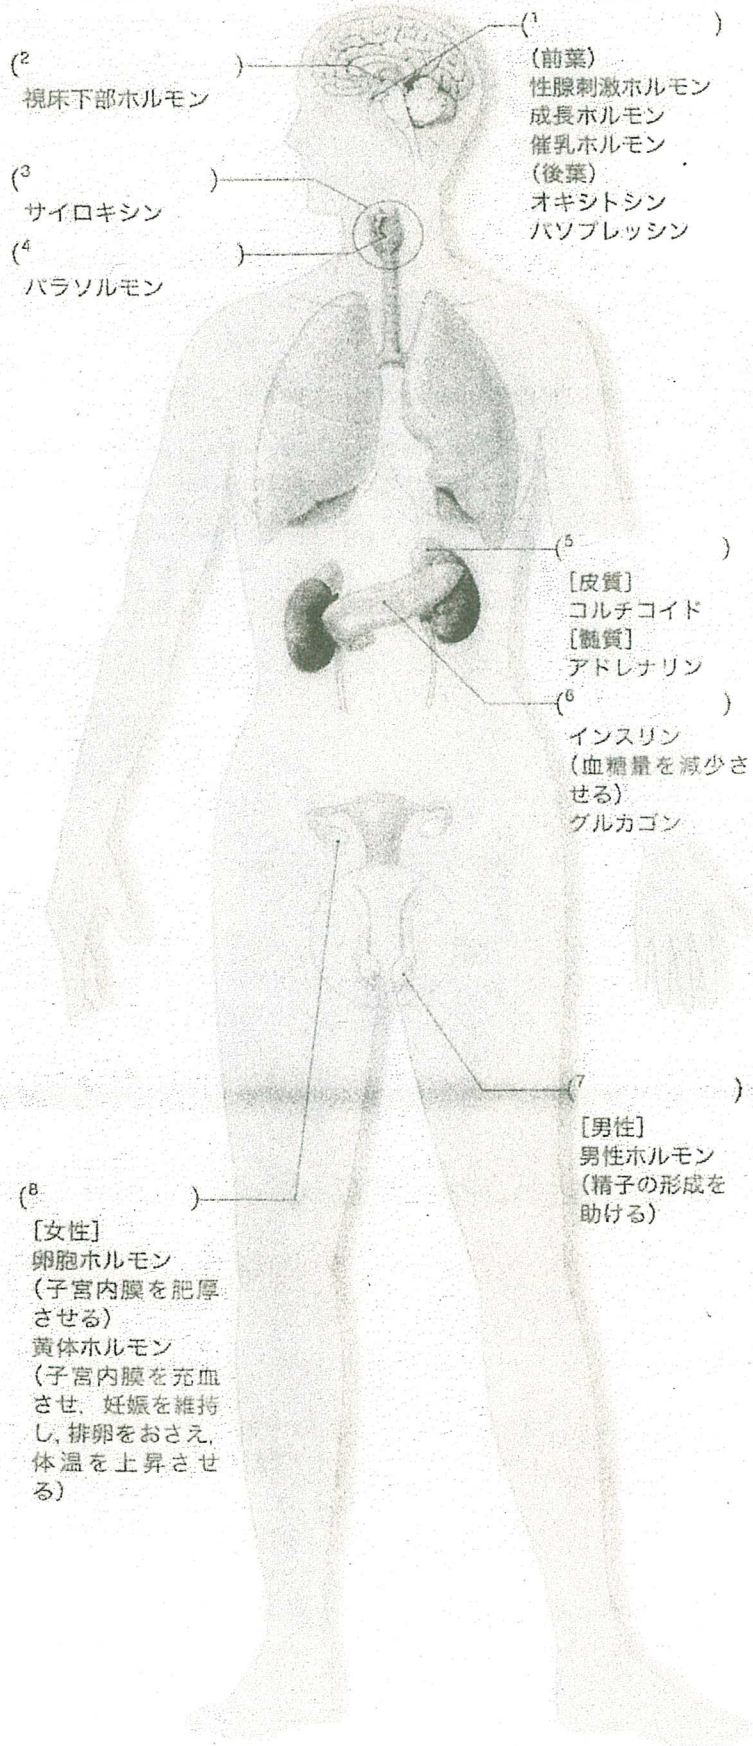 (1 )
(前葉)
性腺刺激ホルモン
成長ホルモン
催乳ホルモン
(後葉)
オキシトシン
バソプレッシン
(2 )
視床下部ホルモン
(3 )
サイロキシン
(4 )
パラソルモン
(5 )
[皮質]
コルチコイド
[髄質]
アドレナリン
(6 )
インスリン
(血糖量を減少さ
せる)
グルカゴン
(7 )
[男性]
男性ホルモン
(精子の形成を
助ける)
(8 )
[女性]
卵胞ホルモン
(子宮内膜を肥厚
させる)
黄体ホルモン
(子宮内膜を充血
させ,妊娠を維持
し,排卵をおさえ,
体温を上昇させ
る)